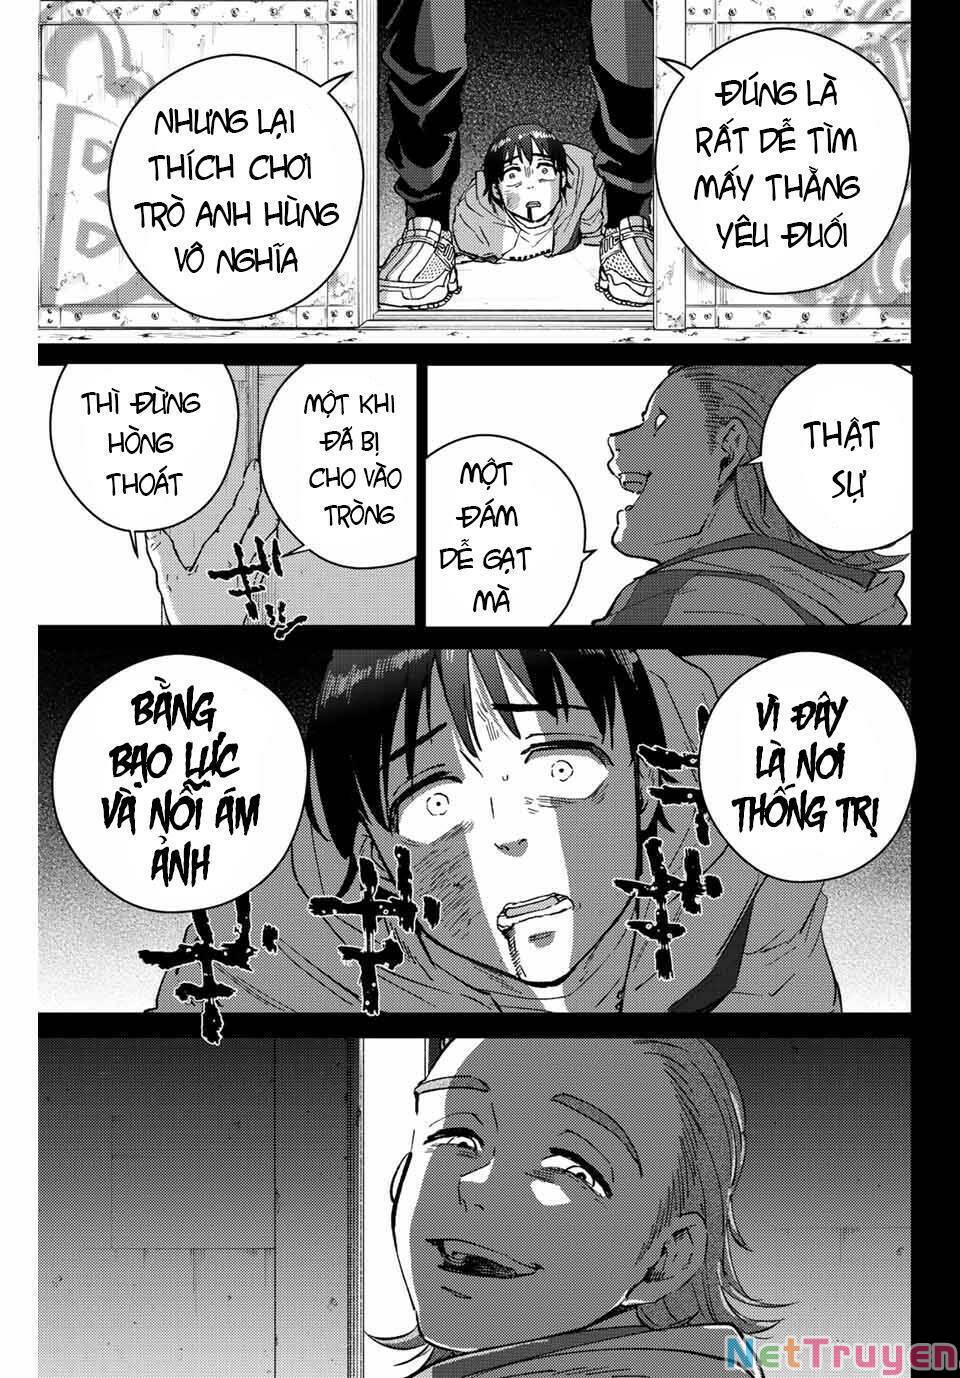 ĐÚNG LÀ
RẤT DỄ TÌM
MẤY THẰNG
YÊU ĐUỐI
NHƯNG LẠI
THÍCH CHƠI
TRÒ ANH HÙNG
VÔ NGHĨA
THẬT
SỰ
MỘT
ĐÁM
DỄ GẠT
MÀ
MỘT KHI
ĐÃ BỊ
CHO VÀO
TRÒNG
THÌ ĐỪNG
HÒNG
THOÁT
VÌ ĐÂY
LÀ NƠI
THỐNG TRỊ
BẰNG
BẠO LỰC
VÀ NỖI ÁM
ẢNH
NetTruyen